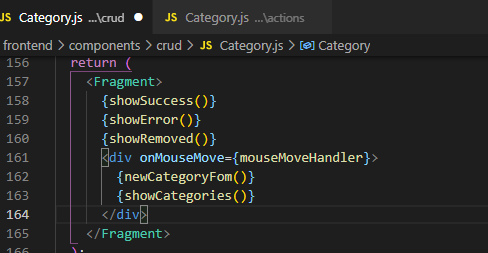 JS Category.js ...\crud ● JS Category.js ...\actions
frontend > components > crud > JS Category.js > Category
156 return (
157 <Fragment>
158 {showSuccess()}
159 {showError()}
160 {showRemoved()}
161 <div onMouseMove={mouseMoveHandler}>
162 {newCategoryFom()}
163 {showCategories()}
164 </div>
165 </Fragment>
);